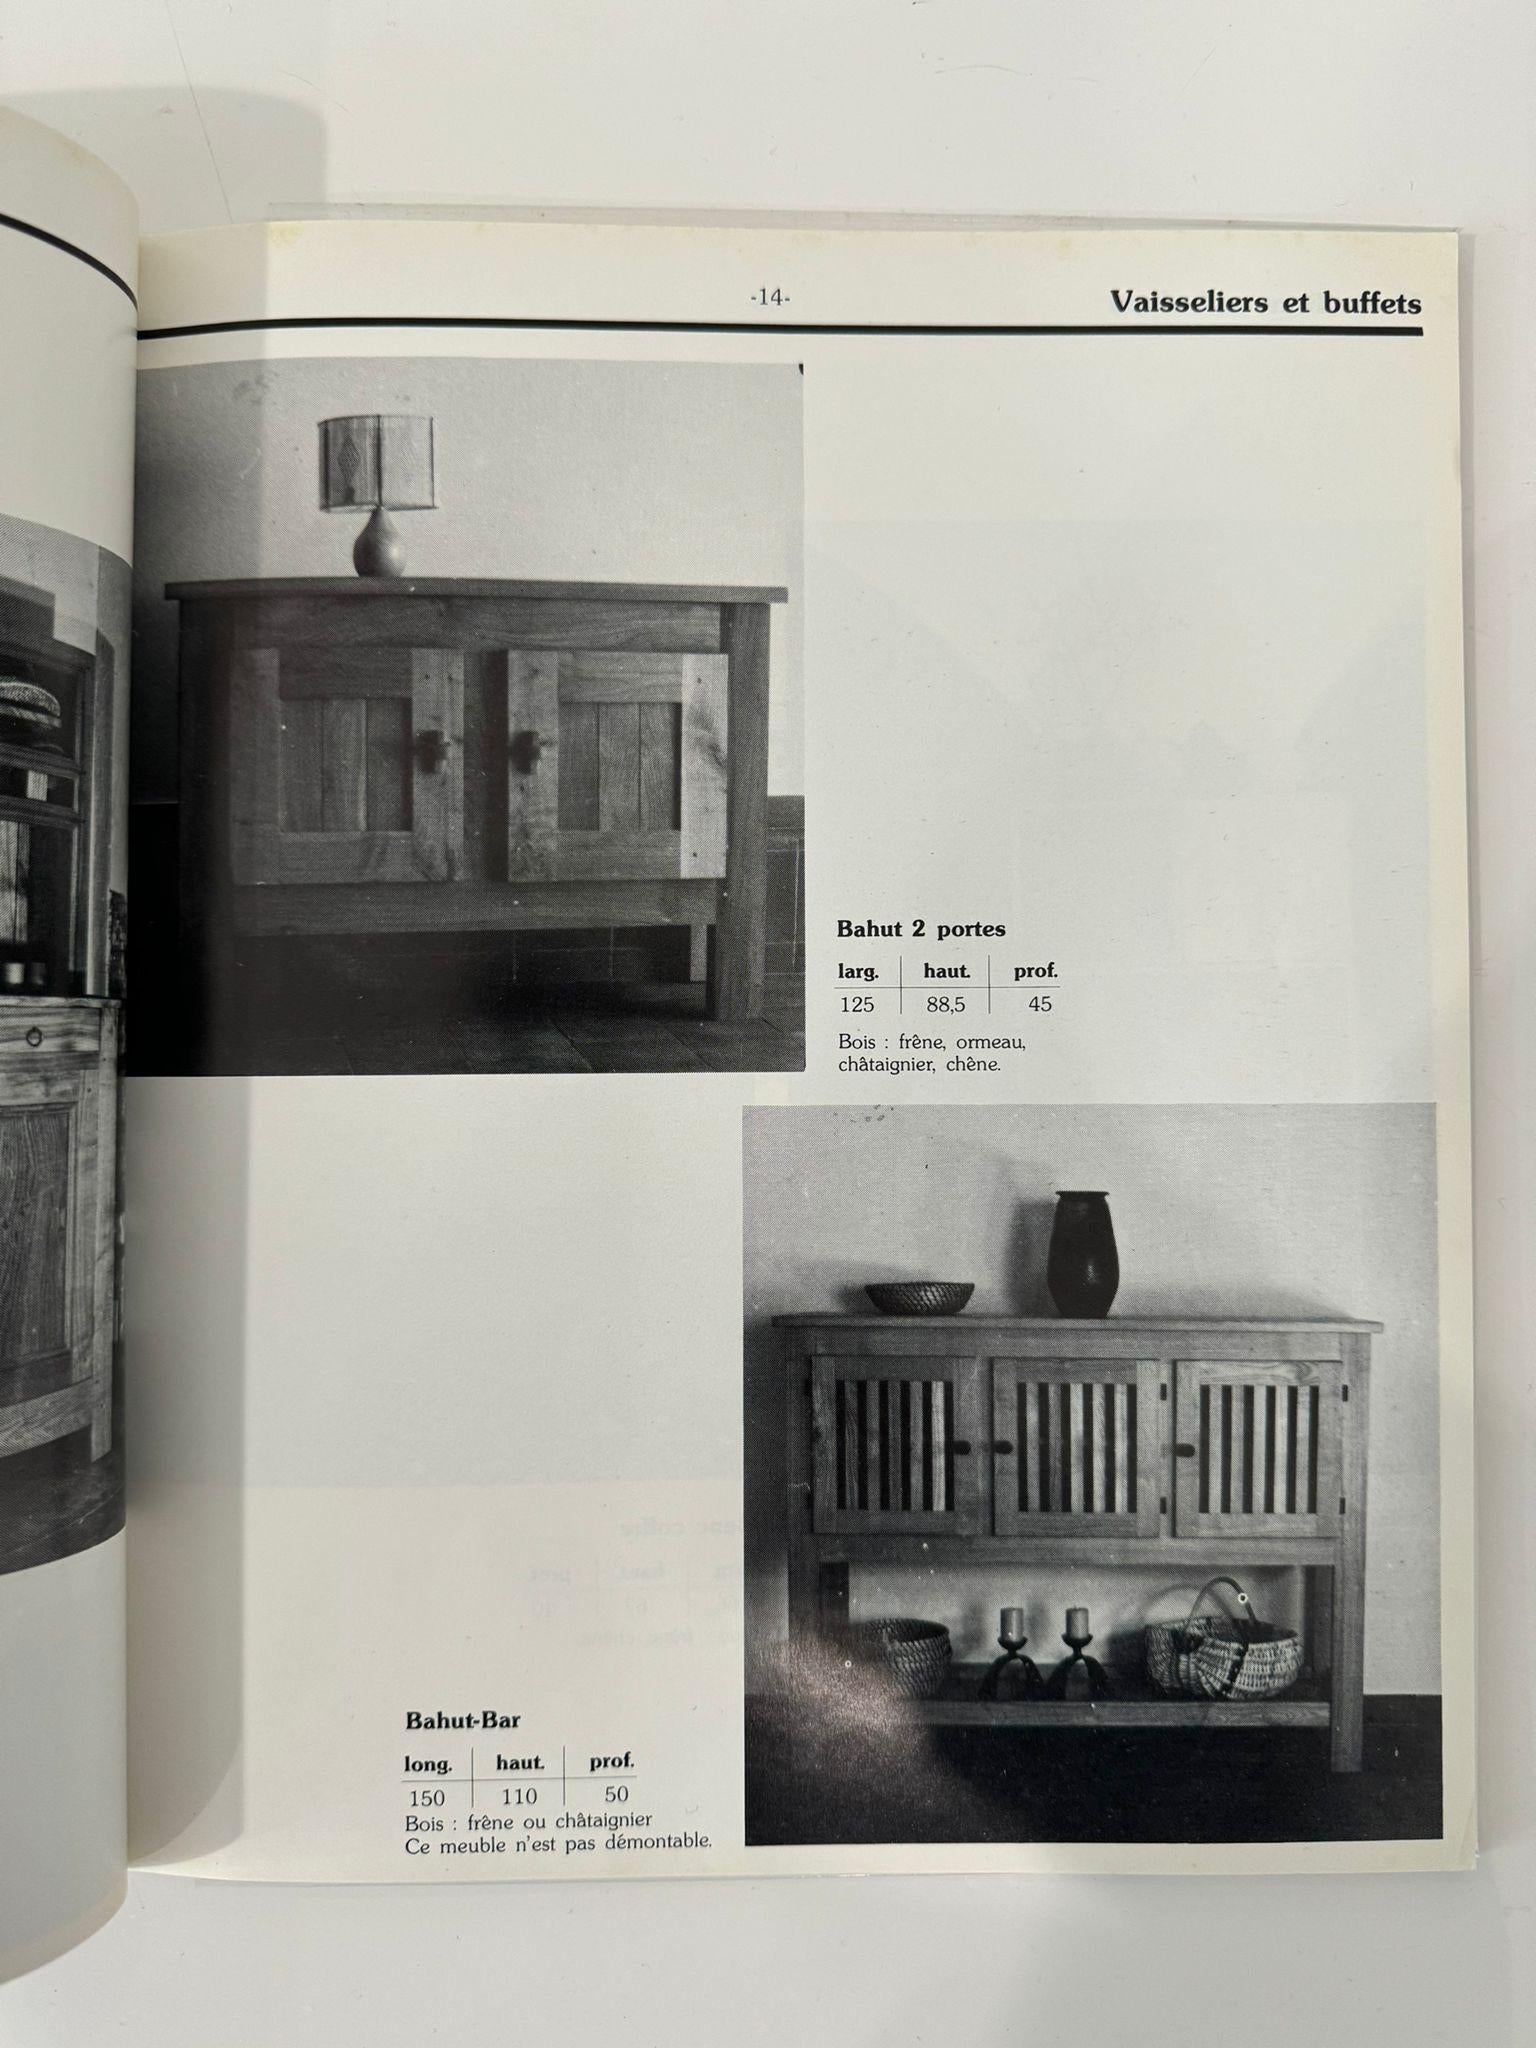 -14-
Vaisseliers et buffets
Bahut 2 portes
larg. haut. prof.
125 88,5 45
Bois : frêne, ormeau,
châtaignier, chêne.
Bahut-Bar
long. haut. prof.
150 110 50
Bois : frêne ou châtaignier
Ce meuble n'est pas démontable.